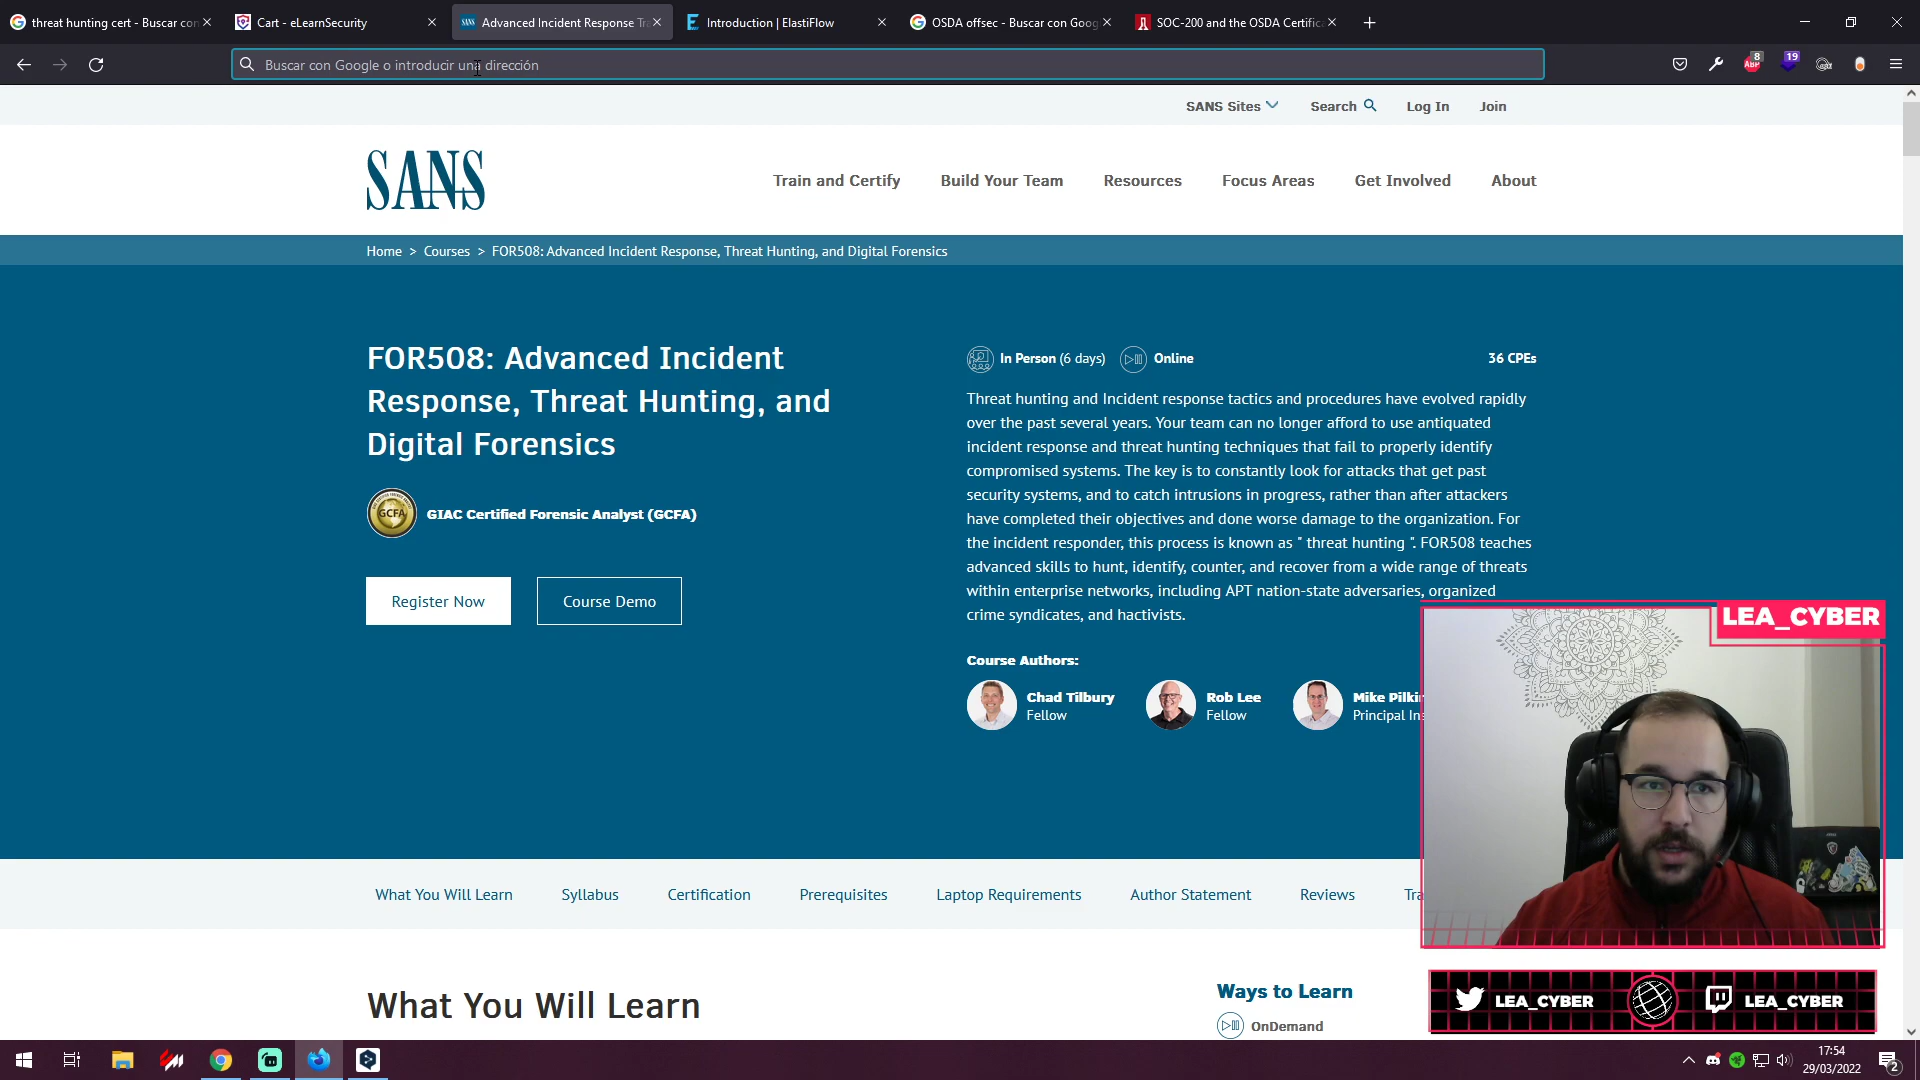 threat hunting cert - Buscar con
Cart - eLearnSecurity
Advanced Incident Response Tra
Introduction | ElastiFlow
OSDA offsec - Buscar con Goog
SOC-200 and the OSDA Certifica
Buscar con Google o introducir una dirección
ABP
8
19
SANS Sites
Search
Log In
Join
SANS
Train and Certify
Build Your Team
Resources
Focus Areas
Get Involved
About
Home > Courses > FOR508: Advanced Incident Response, Threat Hunting, and Digital Forensics
FOR508: Advanced Incident
Response, Threat Hunting, and
Digital Forensics
GCFA
GIAC Certified Forensic Analyst (GCFA)
Register Now
Course Demo
In Person (6 days)
Online
36 CPEs
Threat hunting and Incident response tactics and procedures have evolved rapidly
over the past several years. Your team can no longer afford to use antiquated
incident response and threat hunting techniques that fail to properly identify
compromised systems. The key is to constantly look for attacks that get past
security systems, and to catch intrusions in progress, rather than after attackers
have completed their objectives and done worse damage to the organization. For
the incident responder, this process is known as " threat hunting ". FOR508 teaches
advanced skills to hunt, identify, counter, and recover from a wide range of threats
within enterprise networks, including APT nation-state adversaries, organized
crime syndicates, and hactivists.
Course Authors:
Chad Tilbury
Fellow
Rob Lee
Fellow
Mike Pilkin
Principal Ins
LEA_CYBER
What You Will Learn
Syllabus
Certification
Prerequisites
Laptop Requirements
Author Statement
Reviews
Tra
What You Will Learn
Ways to Learn
OnDemand
LEA_CYBER
LEA_CYBER
17:54
29/03/2022
2